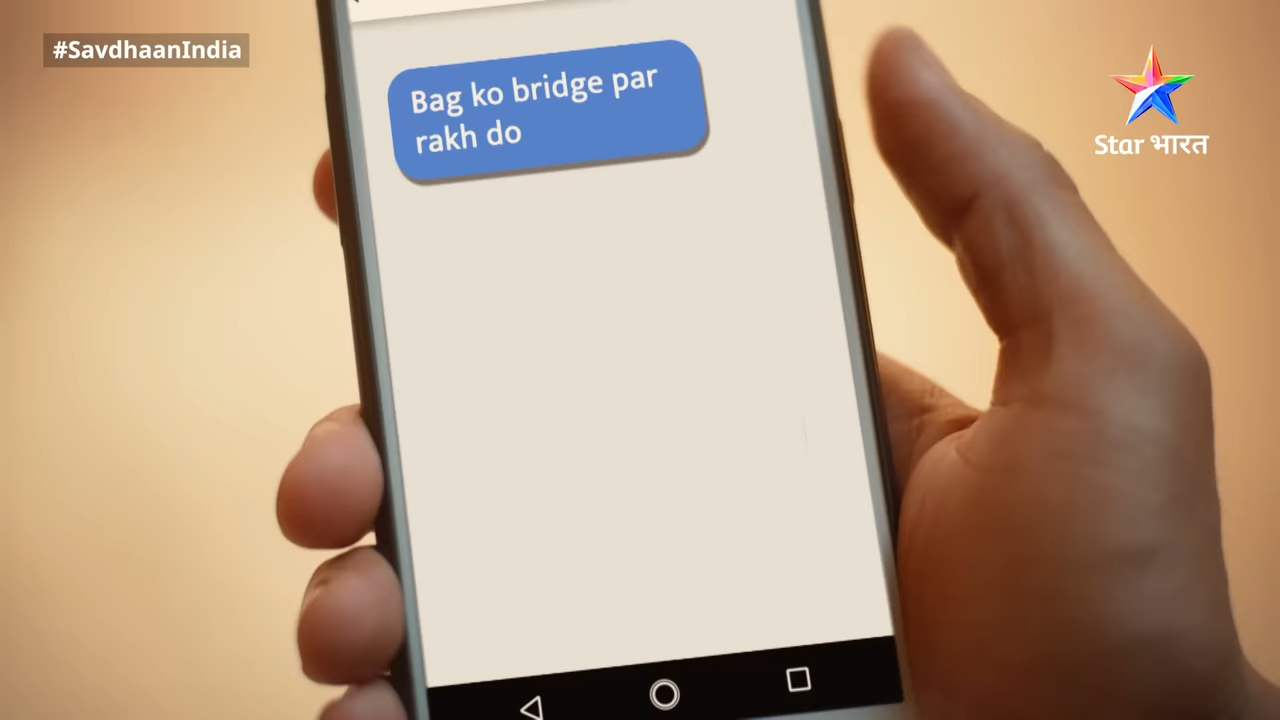 #SavdhaanIndia
Bag ko bridge par
rakh do
Star भारत